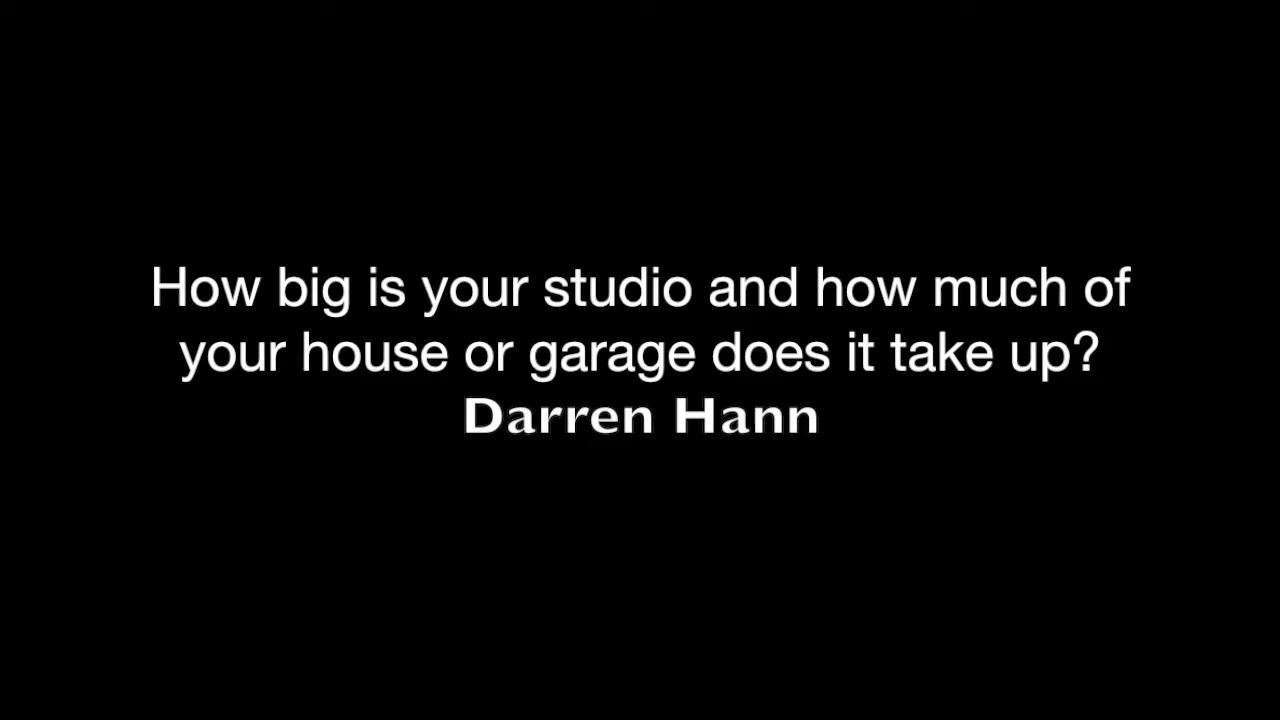 How big is your studio and how much of
your house or garage does it take up?
Darren Hann